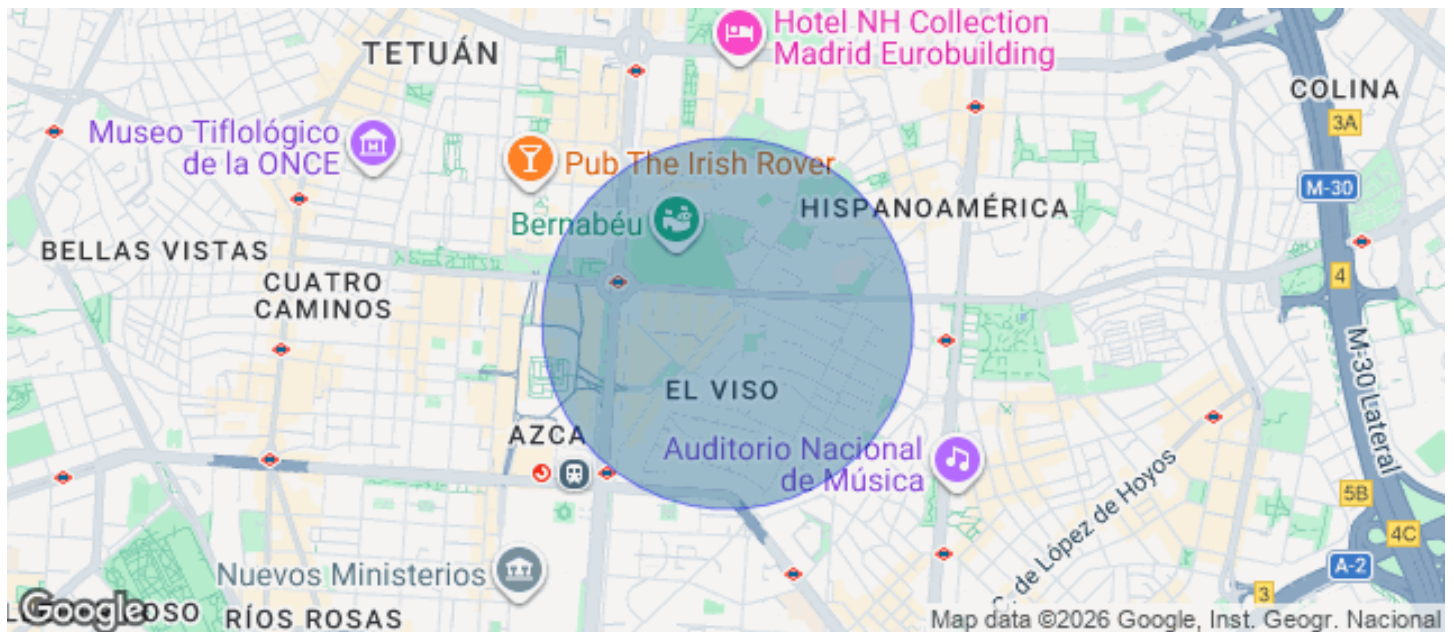 Hotel NH Collection
Madrid Eurobuilding
TETUÁN
COLINA
3A
Museo Tiflológico
de la ONCE
Pub The Irish Rover
M-30
HISPANOAMÉRICA
Bernabéu
BELLAS VISTAS
CUATRO
CAMINOS
4
M-30 Lateral
EL VISO
AZCA
Auditorio Nacional
de Música
C. de López de Hoyos
5B
4C
A-2
Nuevos Ministerios
3
Google
OSO
RÍOS ROSAS
Map data ©2026 Google, Inst. Geogr. Nacional